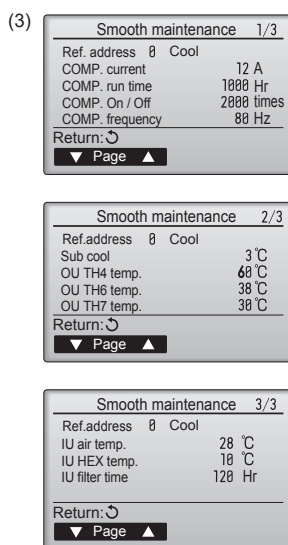 (3)
Smooth maintenance 1/3
Ref. address 0 Cool
COMP. current 12 A
COMP. run time 1000 Hr
COMP. On / Off 2000 times
COMP. frequency 80 Hz
Return:
▼ Page ▲
Smooth maintenance 2/3
Ref.address 0 Cool
Sub cool 3℃
OU TH4 temp. 60℃
OU TH6 temp. 38℃
OU TH7 temp. 30℃
Return:
▼ Page ▲
Smooth maintenance 3/3
Ref.address 0 Cool
IU air temp. 28 ℃
IU HEX temp. 10 ℃
IU filter time 120 Hr
Return:
▼ Page ▲